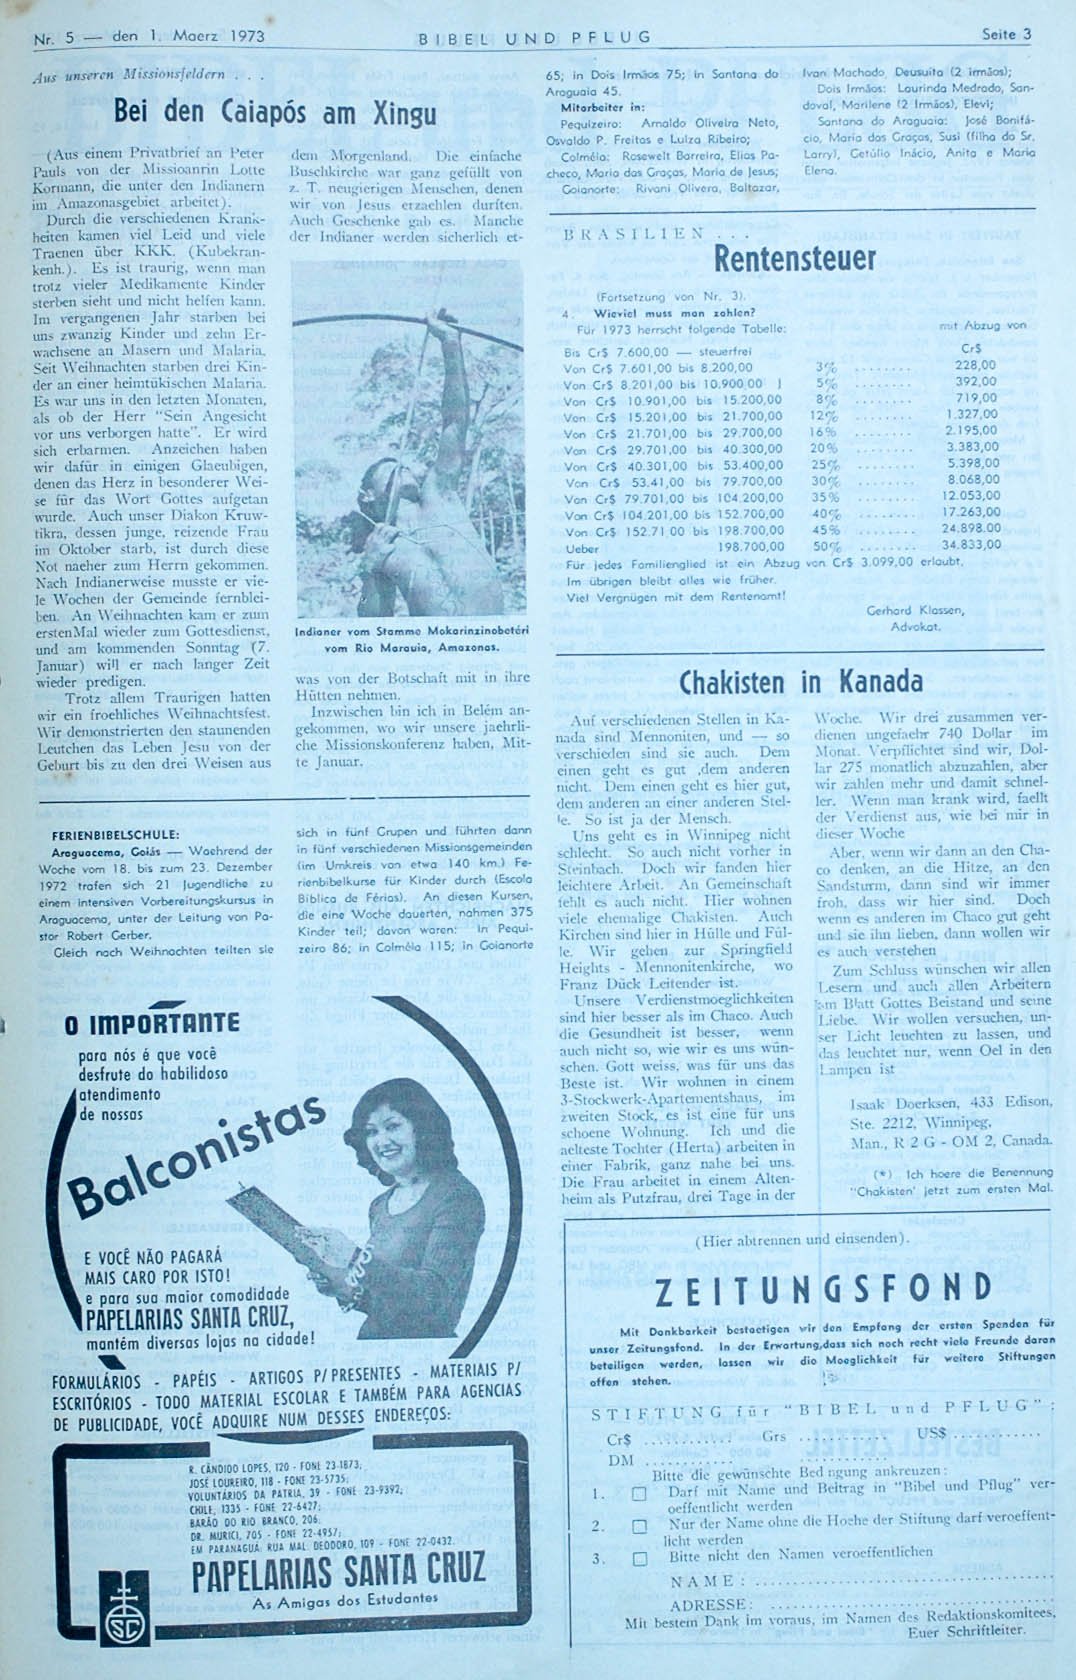 Nr. 5 — den 1. Maerz 1973
BIBEL UND PFLUG
Seite 3
Aus unseren Missionsfeldern . . .
Bei den Caiapós am Xingu
(Aus einem Privatbrief an Peter
Pauls von der Missioanrin Lotte
Kormann, die unter den Indianern
im Amazonasgebiet arbeitet).
Durch die verschiedenen Krank-
heiten kamen viel Leid und viele
Traenen über KKK. (Kubekran-
kenh.). Es ist traurig, wenn man
trotz vieler Medikamente Kinder
sterben sieht und nicht helfen kann.
Im vergangenen Jahr starben bei
uns zwanzig Kinder und zehn Er-
wachsene an Masern und Malaria.
Seit Weihnachten starben drei Kin-
der an einer heimtükischen Malaria.
Es war uns in den letzten Monaten,
als ob der Herr "Sein Angesicht
vor uns verborgen hatte". Er wird
sich erbarmen. Anzeichen haben
wir dafür in einigen Glaeubigen,
denen das Herz in besonderer Wei-
se für das Wort Gottes aufgetan
wurde. Auch unser Diakon Kruw-
tikra, dessen junge, reizende Frau
im Oktober starb, ist durch diese
Not naeher zum Herrn gekommen.
Nach Indianerweise musste er vie-
le Wochen der Gemeinde fernblei-
ben. An Weihnachten kam er zum
erstenMal wieder zum Gottesdienst,
und am kommenden Sonntag (7.
Januar) will er nach langer Zeit
wieder predigen.
Trotz allem Traurigen hatten
wir ein froehliches Weihnachtsfest.
Wir demonstrierten den staunenden
Leutchen das Leben Jesu von der
Geburt bis zu den drei Weisen aus
dem Morgenland. Die einfache
Buschkirche war ganz gefüllt von
z. T. neugierigen Menschen, denen
wir von Jesus erzaehlen durften.
Auch Geschenke gab es. Manche
der Indianer werden sicherlich et-
Indianer vom Stamme Mokarinzinobetéri
vom Rio Marauia, Amazonas.
was von der Botschaft mit in ihre
Hütten nehmen.
Inzwischen bin ich in Belém an-
gekommen, wo wir unsere jaehrli-
che Missionskonferenz haben, Mit-
te Januar.
FERIENBIBELSCHULE:
Araguacema, Goiás — Waehrend der
Woche vom 18. bis zum 23. Dezember
1972 trafen sich 21 Jugendliche zu
einem intensiven Vorbereitungskursus in
Araguacema, unter der Leitung von Pa-
stor Robert Gerber.
Gleich nach Weihnachten teilten sie
sich in fünf Grupen und führten dann
in fünf verschiedenen Missionsgemeinden
(im Umkreis von etwa 140 km.) Fe-
rienbibelkurse für Kinder durch (Escola
Bíblica de Férias). An diesen Kursen,
die eine Woche dauerten, nahmen 375
Kinder teil; davon waren: in Pequi-
zeiro 86; in Colméia 115; in Goianorte
65; in Dois Irmãos 75; in Santana do
Araguaia 45.
Mitarbeiter in:
Pequizeiro: Arnaldo Oliveira Neto,
Osvaldo P. Freitas e Luiza Ribeiro;
Colméia: Rosewelt Barreira, Elias Pa-
checo, Maria das Graças, Maria de Jesus;
Goianorte: Rivani Olivera, Baltazar,
Ivan Machado, Deusuita (2 irmãos);
Dois Irmãos: Laurinda Medrado, San-
doval, Marilene (2 Irmãos), Elevi;
Santana do Araguaia: José Bonifá-
cio, Maria das Graças, Susi (filha do Sr.
Larry), Getúlio Inácio, Anita e Maria
Elena.
BRASILIEN . . .
Rentensteuer
(Fortsetzung von Nr. 3).
4. Wieviel muss man zahlen?
Für 1973 herrscht folgende Tabelle:
mit Abzug von
Cr$
Bis Cr$ 7.600,00 — steuerfrei
Von Cr$ 7.601,00 bis 8.200,00 3% ........ 228,00
Von Cr$ 8.201,00 bis 10.900,00 ) 5% ........ 392,00
Von Cr$ 10.901,00 bis 15.200,00 8% ........ 719,00
Von Cr$ 15.201,00 bis 21.700,00 12% ........ 1.327,00
Von Cr$ 21.701,00 bis 29.700,00 16% ........ 2.195,00
Von Cr$ 29.701,00 bis 40.300,00 20% ........ 3.383,00
Von Cr$ 40.301,00 bis 53.400,00 25% ........ 5.398,00
Von Cr$ 53.41,00 bis 79.700,00 30% ........ 8.068,00
Von Cr$ 79.701,00 bis 104.200,00 35% ........ 12.053,00
Von Cr$ 104.201,00 bis 152.700,00 40% ........ 17.263,00
Von Cr$ 152.71 00 bis 198.700,00 45% ........ 24.898.00
Ueber 198.700,00 50% ........ 34.833,00
Für jedes Familienglied ist ein Abzug von Cr$ 3.099,00 erlaubt.
Im übrigen bleibt alles wie früher.
Viel Vergnügen mit dem Rentenamt!
Gerhard Klassen,
Advokat.
Chakisten in Kanada
Auf verschiedenen Stellen in Ka-
nada sind Mennoniten, und — so
verschieden sind sie auch. Dem
einen geht es gut ,dem anderen
nicht. Dem einen geht es hier gut,
dem anderen an einer anderen Stel-
le. So ist ja der Mensch.
Uns geht es in Winnipeg nicht
schlecht. So auch nicht vorher in
Steinbach. Doch wir fanden hier
leichtere Arbeit. An Gemeinschaft
fehlt es auch nicht. Hier wohnen
viele ehemalige Chakisten. Auch
Kirchen sind hier in Hülle und Fül-
le. Wir gehen zur Springfield
Heights - Mennonitenkirche, wo
Franz Dück Leitender ist.
Unsere Verdienstmoeglichkeiten
sind hier besser als im Chaco. Auch
die Gesundheit ist besser, wenn
auch nicht so, wie wir es uns wün-
schen. Gott weiss, was für uns das
Beste ist. Wir wohnen in einem
3-Stockwerk-Apartementshaus, im
zweiten Stock, es ist eine für uns
schoene Wohnung. Ich und die
aelteste Tochter (Herta) arbeiten in
einer Fabrik, ganz nahe bei uns.
Die Frau arbeitet in einem Alten-
heim als Putzfrau, drei Tage in der
Woche. Wir drei zusammen ver-
dienen ungefaehr 740 Dollar im
Monat. Verpflichtet sind wir, Dol-
lar 275 monatlich abzuzahlen, aber
wir zahlen mehr und damit schnel-
ler. Wenn man krank wird, faellt
der Verdienst aus, wie bei mir in
dieser Woche
Aber, wenn wir dann an den Cha-
co denken, an die Hitze, an den
Sandsturm, dann sind wir immer
froh, dass wir hier sind. Doch
wenn es anderen im Chaco gut geht
und sie ihn lieben, dann wollen wir
es auch verstehen
Zum Schluss wünschen wir allen
Lesern und auch allen Arbeitern
am Blatt Gottes Beistand und seine
Liebe. Wir wollen versuchen, un-
ser Licht leuchten zu lassen, und
das leuchtet nur, wenn Oel in den
Lampen ist
Isaak Doerksen, 433 Edison,
Ste. 2212, Winnipeg,
Man., R 2 G - OM 2, Canada.
(*) Ich hoere die Benennung
"Chakisten' jetzt zum ersten Mal.
O IMPORTANTE
para nós é que você
desfrute do habilidoso
atendimento
de nossas
Balconistas
E VOCÊ NÃO PAGARÁ
MAIS CARO POR ISTO!
e para sua maior comodidade
PAPELARIAS SANTA CRUZ,
mantém diversas lojas na cidade!
FORMULÁRIOS - PAPÉIS - ARTIGOS P/ PRESENTES - MATERIAIS P/
ESCRITÓRIOS - TODO MATERIAL ESCOLAR E TAMBÉM PARA AGENCIAS
DE PUBLICIDADE, VOCÊ ADQUIRE NUM DESSES ENDEREÇOS:
R. CÂNDIDO LOPES, 120 - FONE 23-1873;
JOSÉ LOUREIRO, 118 - FONE 23-5735;
VOLUNTÁRIOS DA PATRIA, 39 - FONE 23-9392;
CHILE, 1335 - FONE 22-6427;
BARÃO DO RIO BRANCO, 206;
DR. MURICI, 705 - FONE 22-4957;
EM PARANAGUÁ: RUA MAL. DEODORO, 109 - FONE 22-0432.
PAPELARIAS SANTA CRUZ
As Amigas dos Estudantes
SC
(Hier abtrennen und einsenden).
ZEITUNGSFOND
Mit Dankbarkeit bestaetigen wir den Empfang der ersten Spenden für
unser Zeitungsfond. In der Erwartung,dass sich noch recht viele Freunde daran
beteiligen werden, lassen wir die Moeglichkeit für weitere Stiftungen
offen stehen.
STIFTUNG für "BIBEL und PFLUG":
Cr$ ............ Grs ............ US$ ............
DM ............
Bitte die gewünschte Bed ngung ankreuzen:
1. □ Darf mit Name und Beitrag in "Bibel und Pflug" ver-
oeffentlicht werden
2. □ Nur der Name ohne die Hoehe der Stiftung darf veroeffent-
licht werden
3. □ Bitte nicht den Namen veroeffentlichen
NAME: ........................................
ADRESSE: ........................................
Mit bestem Dank im voraus, im Namen des Redaktionskomitees,
Euer Schriftleiter.